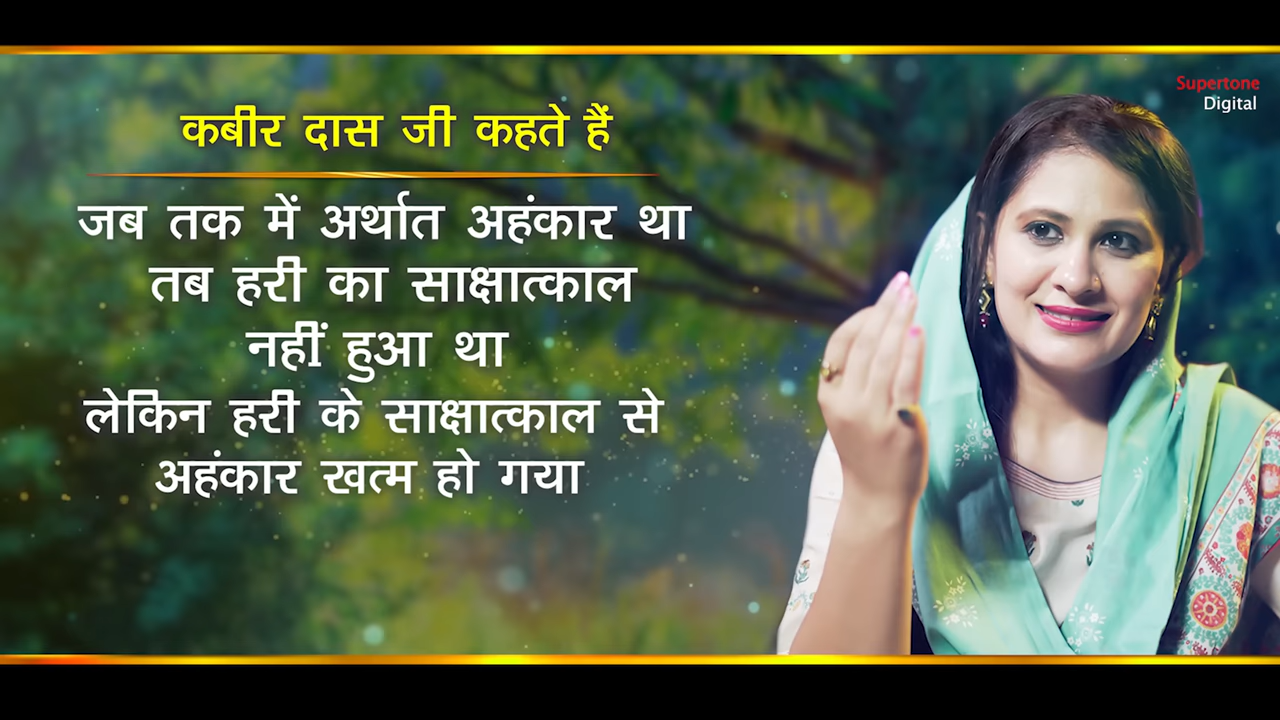 कबीर दास जी कहते हैं
जब तक में अर्थात अहंकार था
तब हरी का साक्षात्काल
नहीं हुआ था
लेकिन हरी के साक्षात्काल से
अहंकार खत्म हो गया
Supertone
Digital